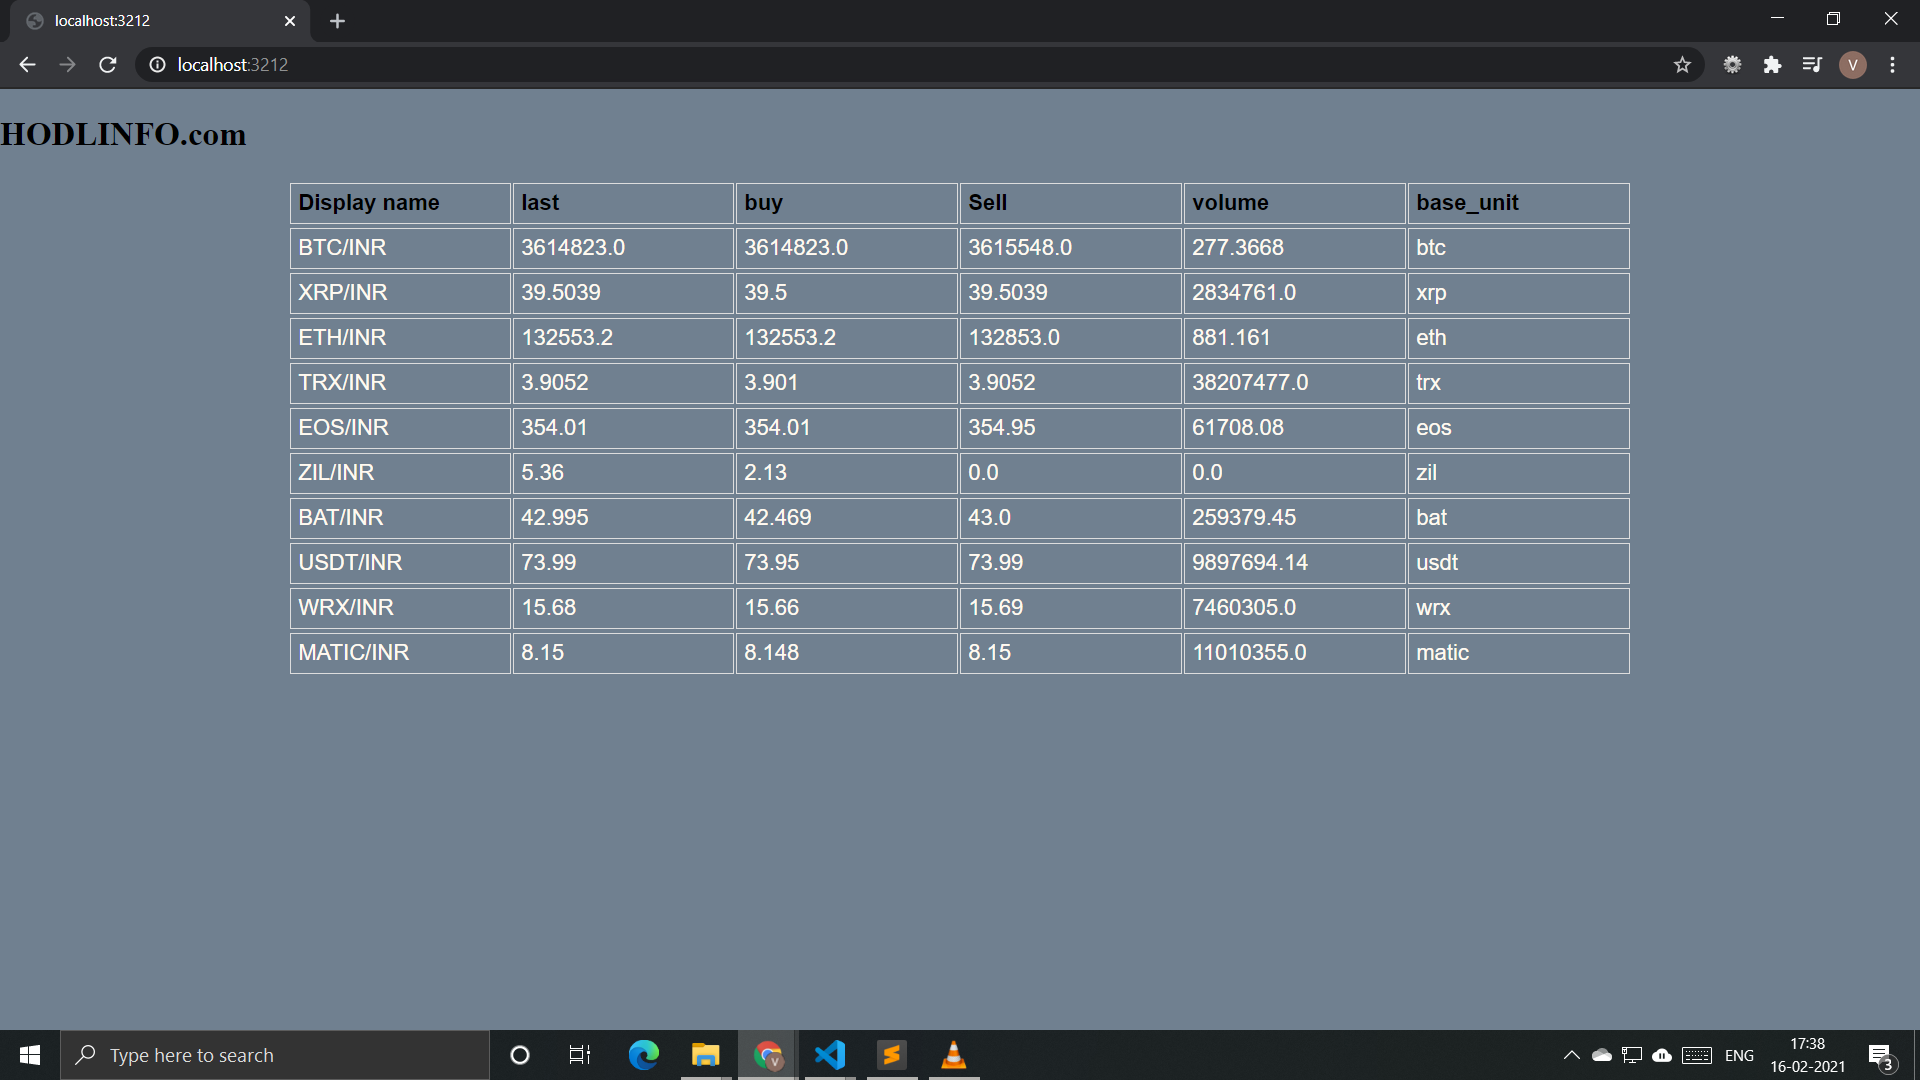 localhost:3212
localhost:3212
V
HODLINFO.com
Display name last buy Sell volume base_unit
BTC/INR 3614823.0 3614823.0 3615548.0 277.3668 btc
XRP/INR 39.5039 39.5 39.5039 2834761.0 xrp
ETH/INR 132553.2 132553.2 132853.0 881.161 eth
TRX/INR 3.9052 3.901 3.9052 38207477.0 trx
EOS/INR 354.01 354.01 354.95 61708.08 eos
ZIL/INR 5.36 2.13 0.0 0.0 zil
BAT/INR 42.995 42.469 43.0 259379.45 bat
USDT/INR 73.99 73.95 73.99 9897694.14 usdt
WRX/INR 15.68 15.66 15.69 7460305.0 wrx
MATIC/INR 8.15 8.148 8.15 11010355.0 matic
Type here to search
V
ENG
17:38
16-02-2021
3